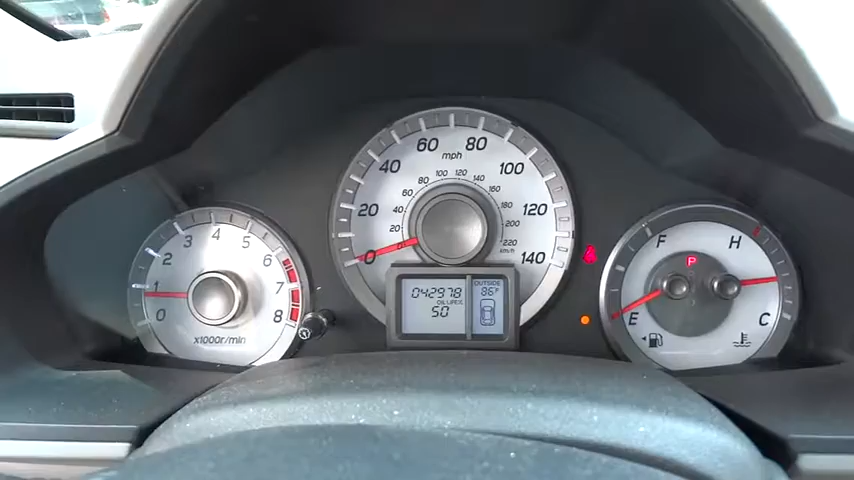 mph
0 20 40 60 80 100 120 140
20 40 60 80 100 120 140 160 180 200 220
km/h
0 1 2 3 4 5 6 7 8
x1000r/min
042978
OIL LIFE%
50
OUTSIDE
86°F
F H
P
E C